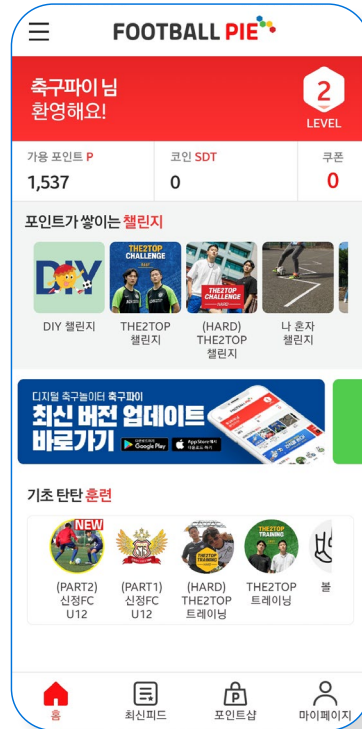 FOOTBALL PIE
축구파이 님
환영해요!
2
LEVEL
가용 포인트 P
코인 SDT
쿠폰
1,537
0
0
포인트가 쌓이는 챌린지
DIY
THE2TOP
CHALLENGE
THE2TOP
CHALLENGE
HARD
DIY 챌린지
THE2TOP
챌린지
(HARD)
THE2TOP
챌린지
나 혼자
챌린지
디지털 축구놀이터 축구파이
최신 버전 업데이트
바로가기
Google Play
App Store에서
기초 탄탄 훈련
NEW
THE2TOP
TRAINING
(PART2)
신정FC
U12
(PART1)
신정FC
U12
(HARD)
THE2TOP
트레이닝
THE2TOP
트레이닝
볼
홈
최신피드
포인트샵
마이페이지